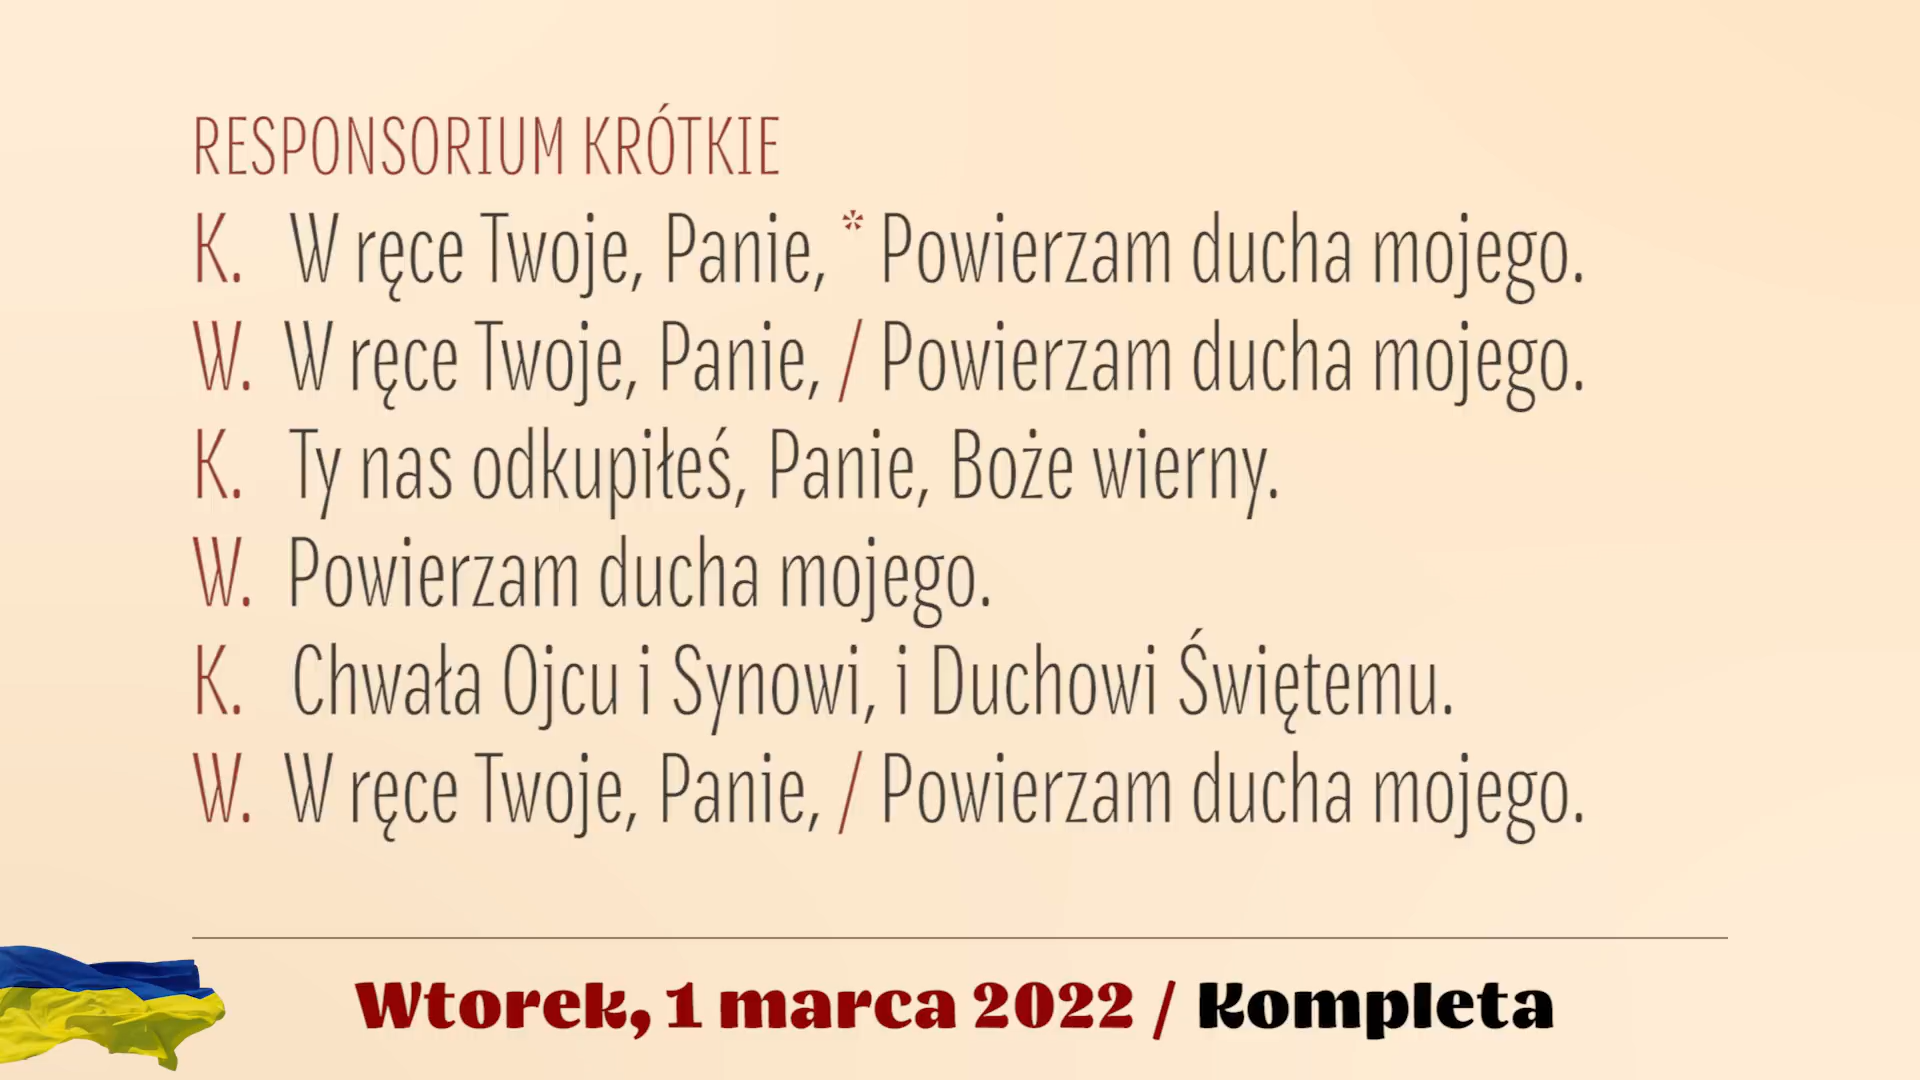 RESPONSORIUM KRÓTKIE
K. W ręce Twoje, Panie, * Powierzam ducha mojego.
W. W ręce Twoje, Panie, / Powierzam ducha mojego.
K. Ty nas odkupiłeś, Panie, Boże wierny.
W. Powierzam ducha mojego.
K. Chwała Ojcu i Synowi, i Duchowi Świętemu.
W. W ręce Twoje, Panie, / Powierzam ducha mojego.
Wtorek, 1 marca 2022 / Kompleta